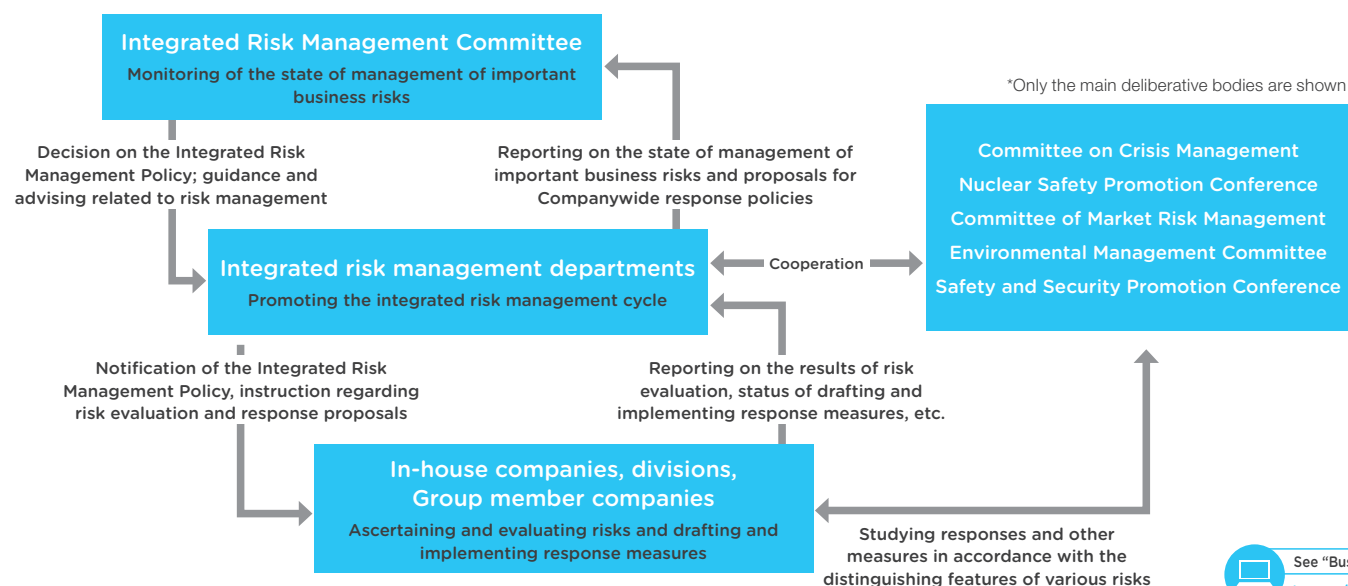 Integrated Risk Management Committee
Monitoring of the state of management of important
business risks
*Only the main deliberative bodies are shown
Decision on the Integrated Risk
Management Policy; guidance and
advising related to risk management
Reporting on the state of management of
important business risks and proposals for
Companywide response policies
Committee on Crisis Management
Nuclear Safety Promotion Conference
Committee of Market Risk Management
Environmental Management Committee
Safety and Security Promotion Conference
Integrated risk management departments
Promoting the integrated risk management cycle
Cooperation
Notification of the Integrated Risk
Management Policy, instruction regarding
risk evaluation and response proposals
Reporting on the results of risk
evaluation, status of drafting and
implementing response measures, etc.
In-house companies, divisions,
Group member companies
Ascertaining and evaluating risks and drafting and
implementing response measures
Studying responses and other
measures in accordance with the
distinguishing features of various risks
See “Bus